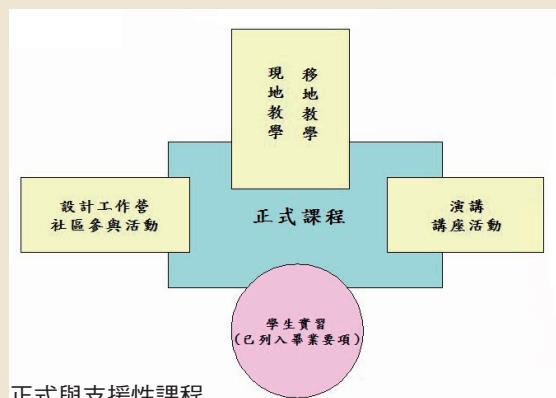 移地教學
現地教學
設計工作營
社區參與活動
正式課程
演講
講座活動
學生實習
(已列入畢業要項)
正式與支援性課程